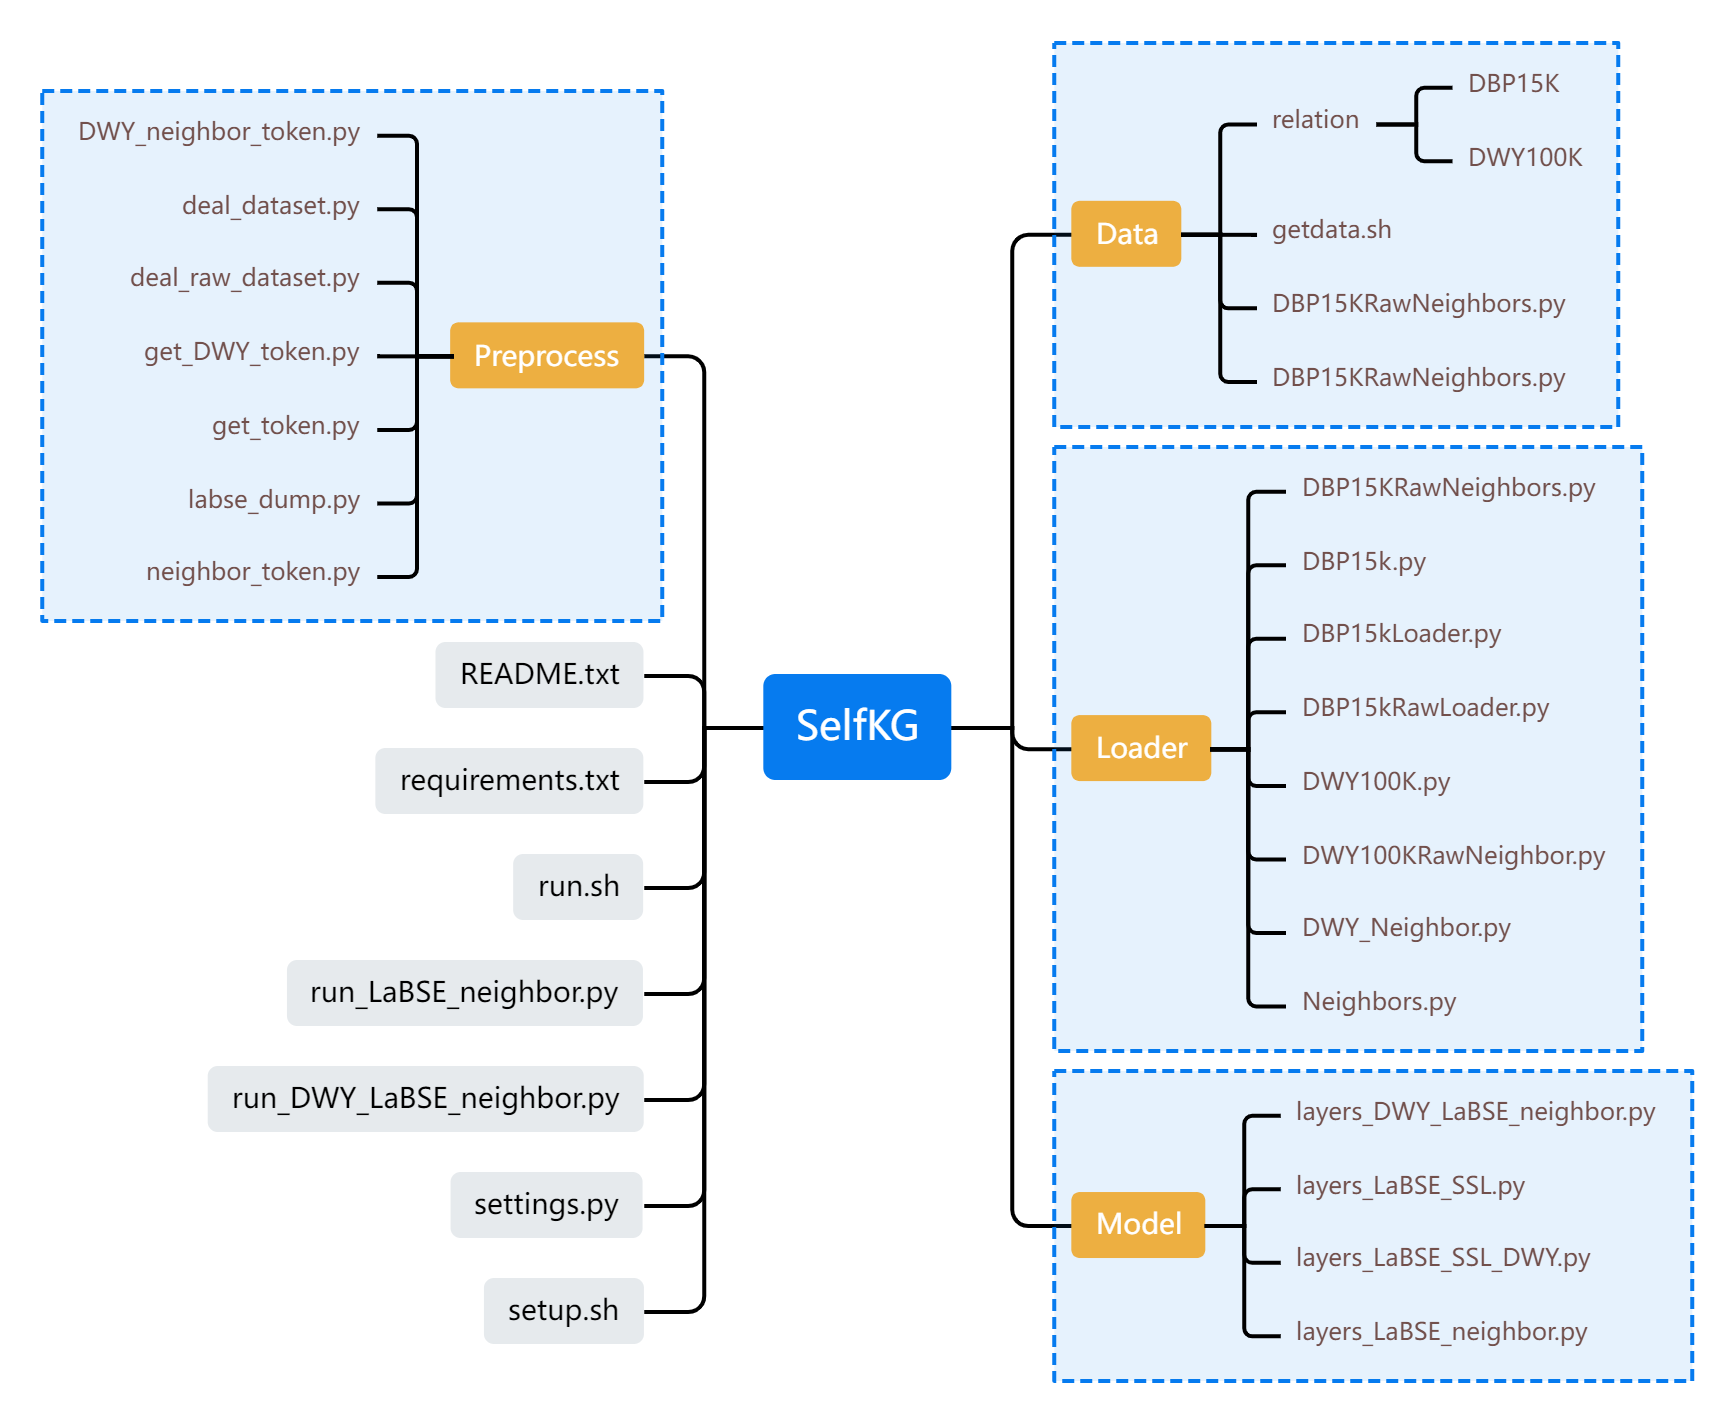 DWY_neighbor_token.py
deal_dataset.py
deal_raw_dataset.py
get_DWY_token.py
get_token.py
labse_dump.py
neighbor_token.py
Preprocess
README.txt
requirements.txt
run.sh
run_LaBSE_neighbor.py
run_DWY_LaBSE_neighbor.py
settings.py
setup.sh
SelfKG
Data
relation
DBP15K
DWY100K
getdata.sh
DBP15KRawNeighbors.py
DBP15KRawNeighbors.py
Loader
DBP15KRawNeighbors.py
DBP15k.py
DBP15kLoader.py
DBP15kRawLoader.py
DWY100K.py
DWY100KRawNeighbor.py
DWY_Neighbor.py
Neighbors.py
Model
layers_DWY_LaBSE_neighbor.py
layers_LaBSE_SSL.py
layers_LaBSE_SSL_DWY.py
layers_LaBSE_neighbor.py